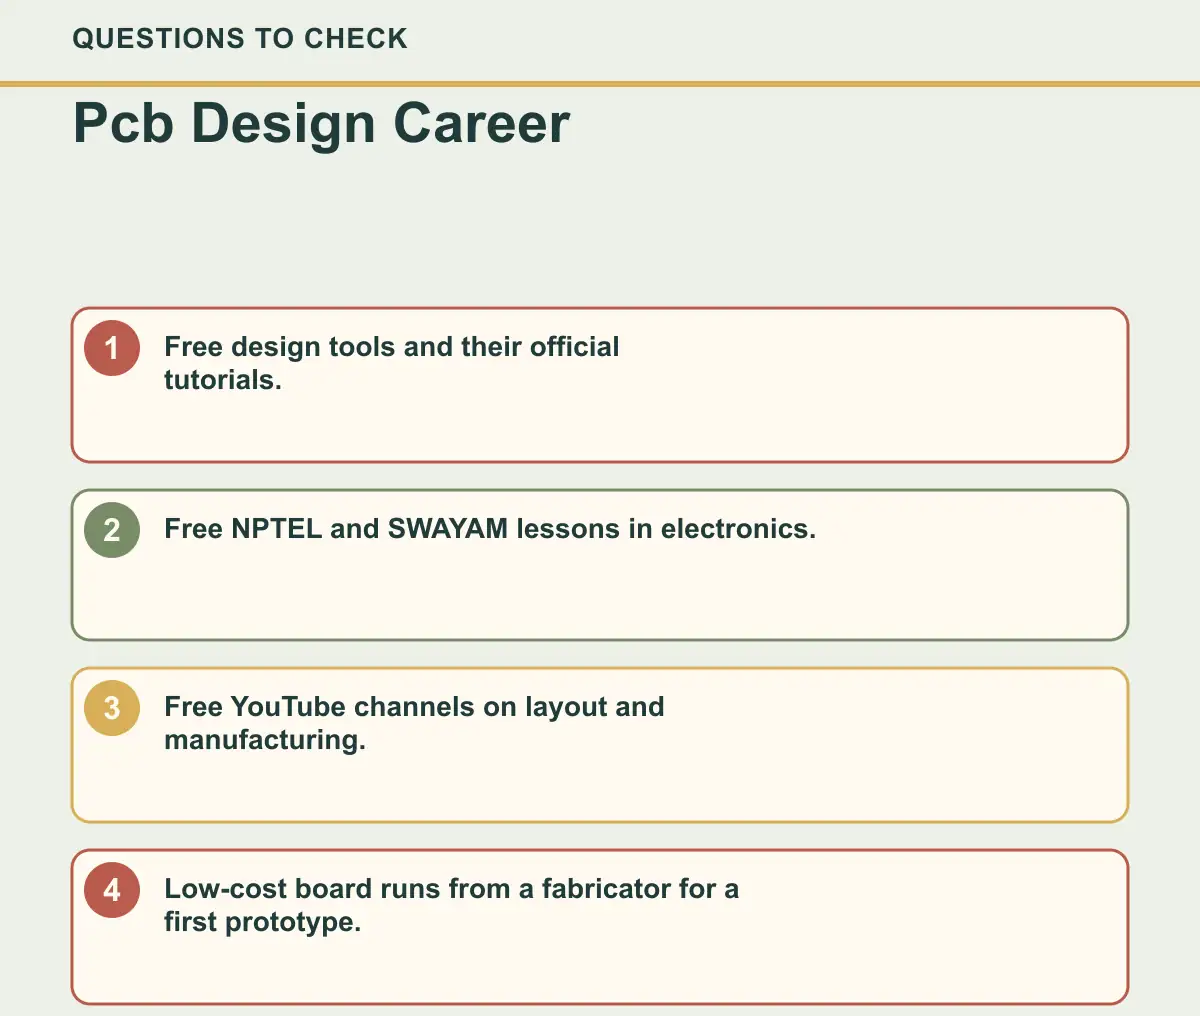 QUESTIONS TO CHECK
Pcb Design Career
1
Free design tools and their official
tutorials.
2
Free NPTEL and SWAYAM lessons in electronics.
3
Free YouTube channels on layout and
manufacturing.
4
Low-cost board runs from a fabricator for a
first prototype.